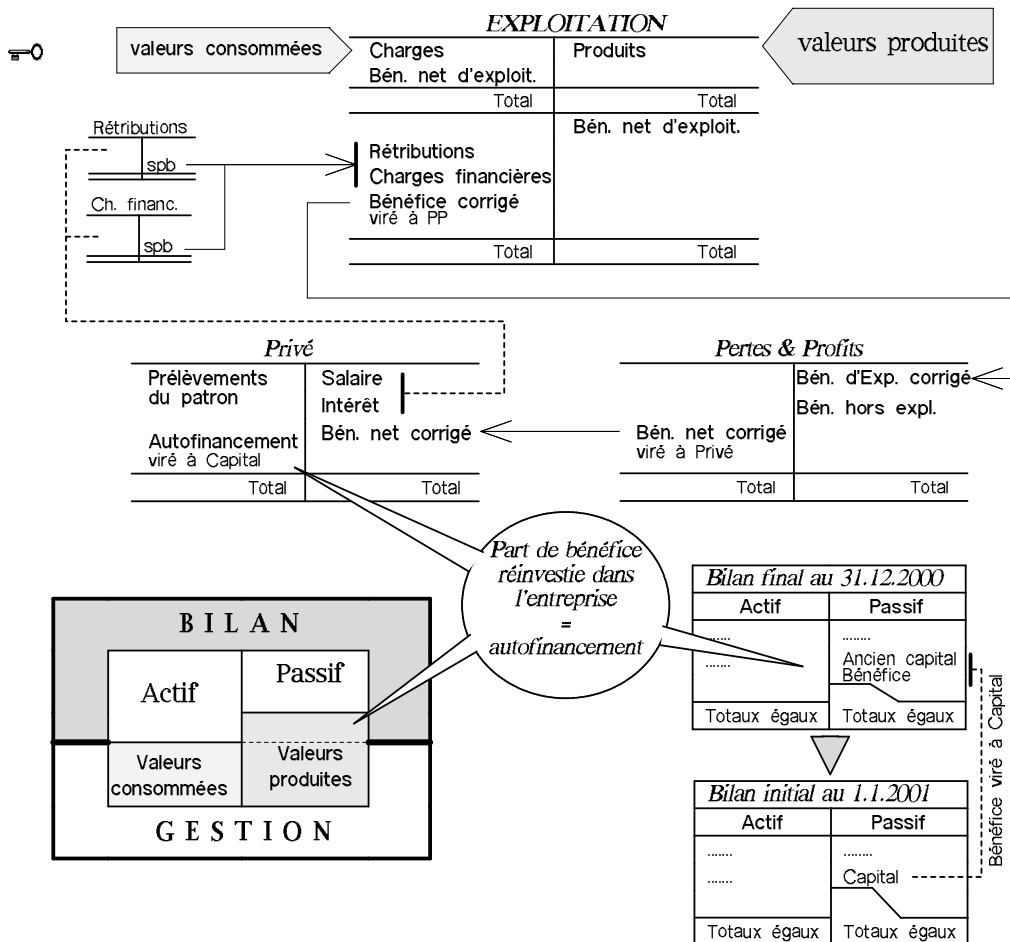 EXPLOITATION
valeurs consommées
valeurs produites
Charges
Produits
Bén. net d'exploit.
Total
Total
Bén. net d'exploit.
Rétributions
spb
Rétributions
Charges financières
Bénéfice corrigé
viré à PP
Ch. financ.
spb
Total
Total
Privé
Prélèvements
du patron
Salaire
Intérêt
Bén. net corrigé
Autofinancement
viré à Capital
Total
Total
Pertes & Profits
Bén. d'Exp. corrigé
Bén. hors expl.
Bén. net corrigé
viré à Privé
Total
Total
Part de bénéfice
réinvestie dans
l'entreprise
=
autofinancement
BILAN
Actif
Passif
Valeurs
consommées
Valeurs
produites
GESTION
Bilan final au 31.12.2000
Actif
Passif
......
........
......
Ancien capital
Bénéfice
Totaux égaux
Totaux égaux
Bénéfice viré à Capital
Bilan initial au 1.1.2001
Actif
Passif
......
........
......
Capital
Totaux égaux
Totaux égaux